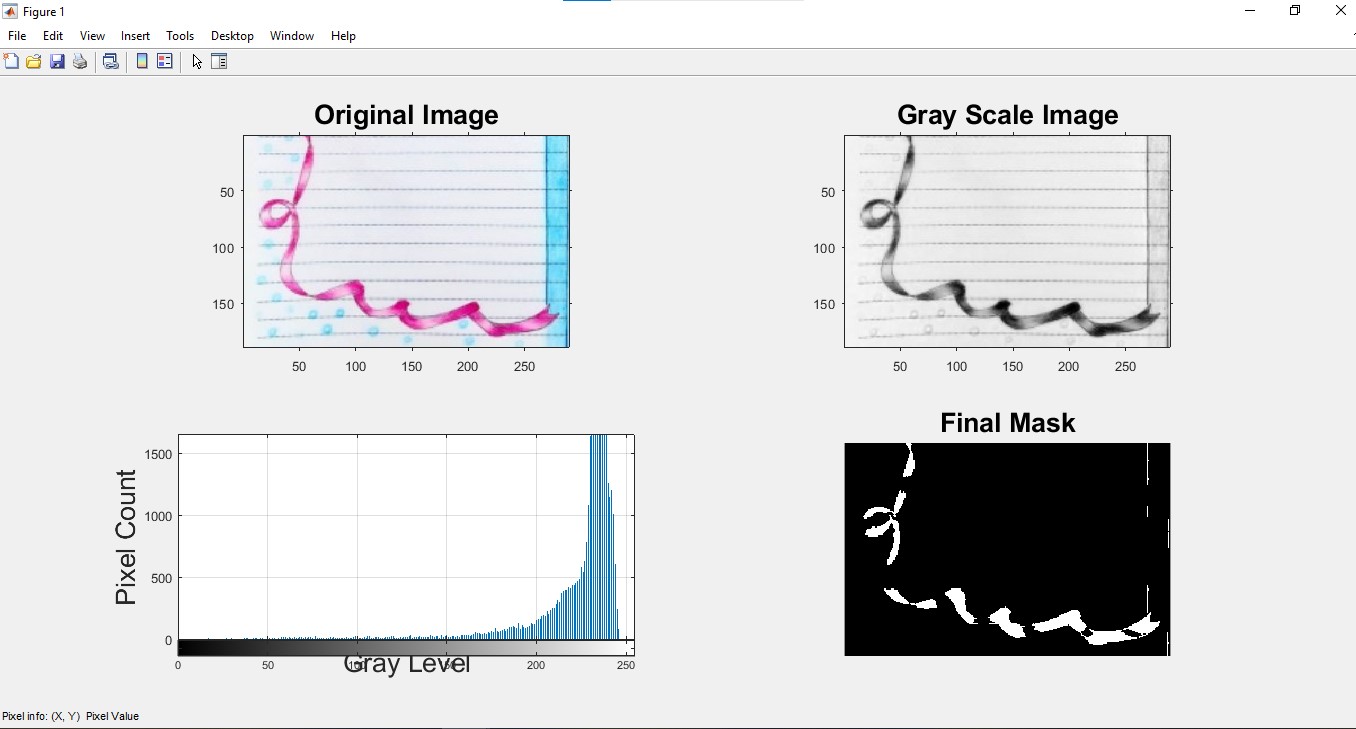 Figure 1
File Edit View Insert Tools Desktop Window Help
Original Image
50
100
150
50 100 150 200 250
Gray Scale Image
50
100
150
50 100 150 200 250
Pixel Count
1500
1000
500
0
0 50 100 150 200 250
Gray Level
Final Mask
Pixel info: (X, Y) Pixel Value